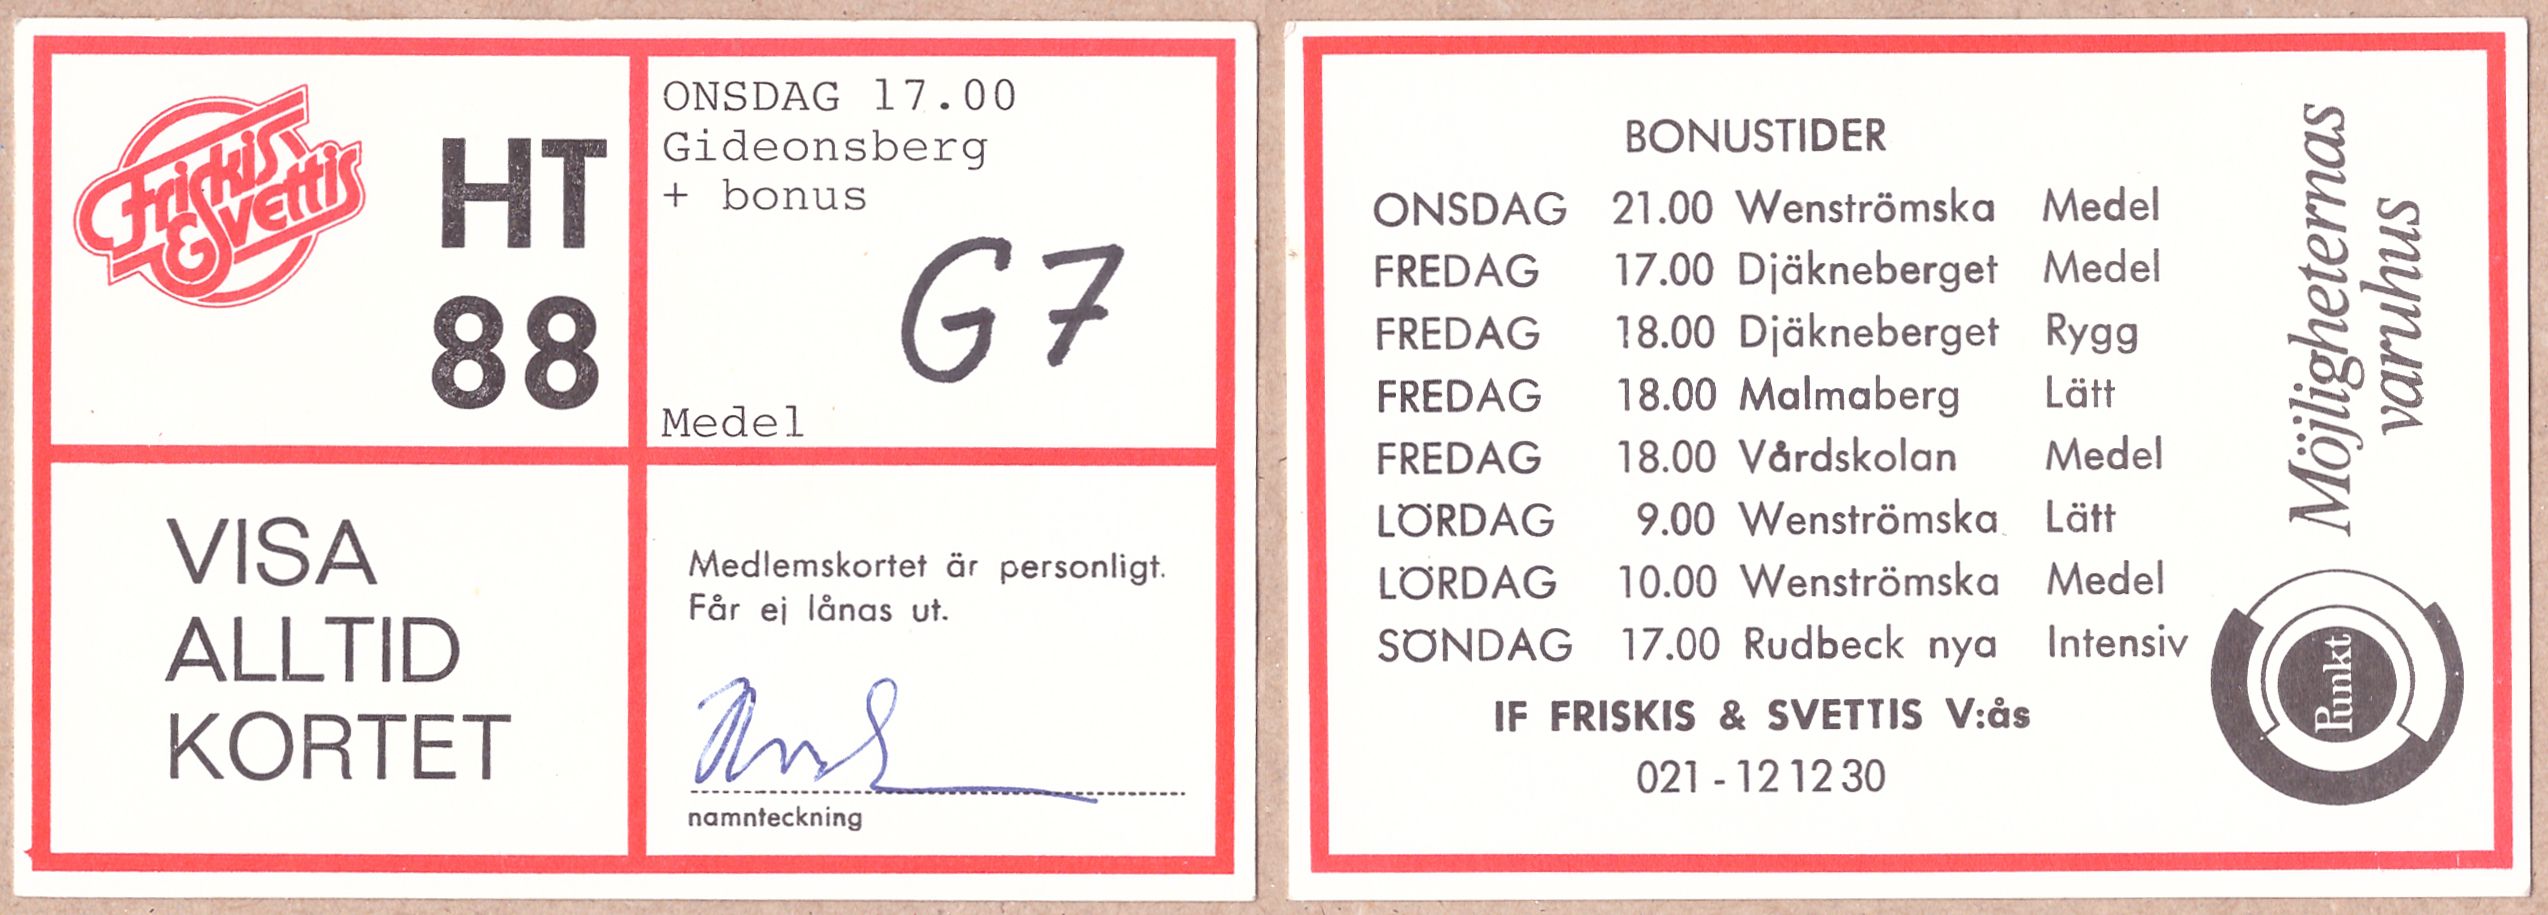 Friskis
&Svettis
HT
88
ONSDAG 17.00
Gideonsberg
+ bonus
G7
Medel
VISA
ALLTID
KORTET
Medlemskortet är personligt.
Får ej lånas ut.
namnteckning
BONUSTIDER
ONSDAG 21.00 Wenströmska Medel
FREDAG 17.00 Djäkneberget Medel
FREDAG 18.00 Djäkneberget Rygg
FREDAG 18.00 Malmaberg Lätt
FREDAG 18.00 Vårdskolan Medel
LÖRDAG 9.00 Wenströmska Lätt
LÖRDAG 10.00 Wenströmska Medel
SÖNDAG 17.00 Rudbeck nya Intensiv
IF FRISKIS & SVETTIS V:ås
021 - 12 12 30
Möjligheternas
varuhus
Punkt